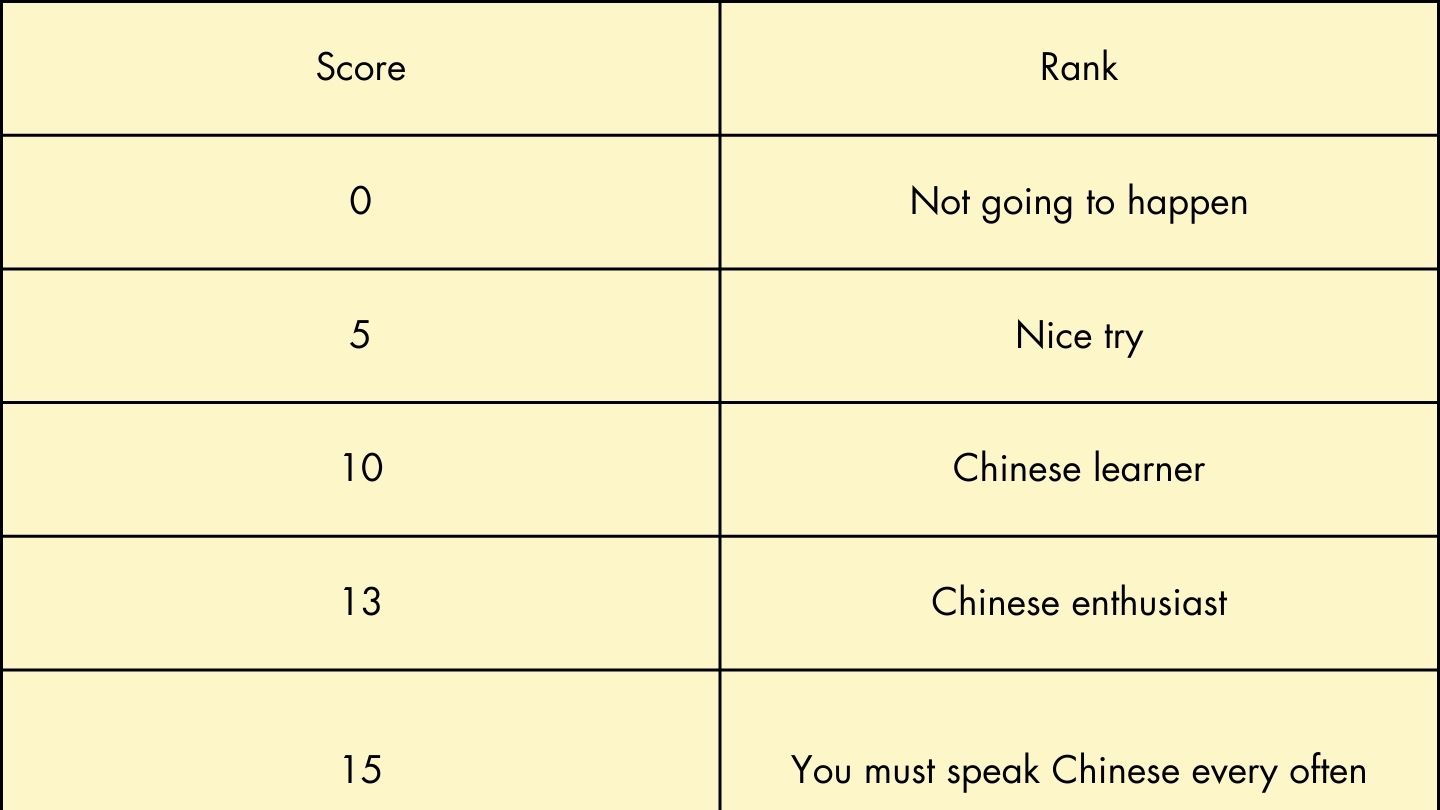 Score Rank
0 Not going to happen
5 Nice try
10 Chinese learner
13 Chinese enthusiast
15 You must speak Chinese every often